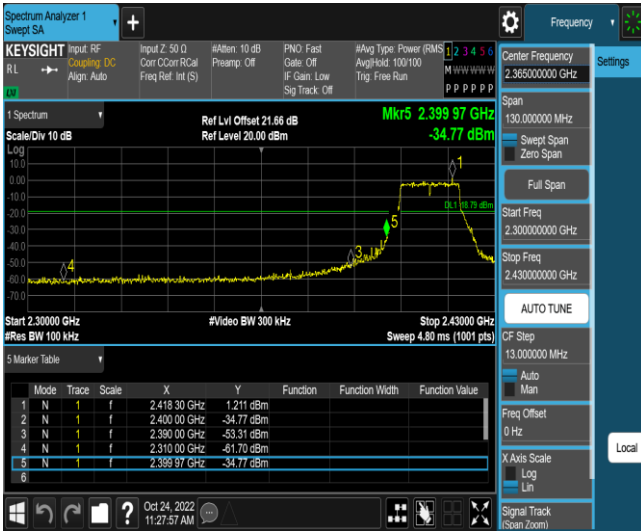 Spectrum Analyzer 1
Swept SA
Frequency
KEYSIGHT
RL
Input: RF
Coupling: DC
Align: Auto
Input Z: 50 Ω
Corr CCorr RCal
Freq Ref: Int (S)
#Atten: 10 dB
Preamp: Off
PNO: Fast
Gate: Off
IF Gain: Low
Sig Track: Off
#Avg Type: Power (RMS
Avg|Hold: 100/100
Trig: Free Run
1 2 3 4 5 6
M W W W W W
P P P P P P
1 Spectrum
Scale/Div 10 dB
Ref Lvl Offset 21.66 dB
Ref Level 20.00 dBm
Mkr5 2.399 97 GHz
-34.77 dBm
Log
10.0
0.00
-10.0
-20.0
-30.0
-40.0
-50.0
-60.0
-70.0
1
DL1 -18.79 dBm
5
3
4
Start 2.30000 GHz
#Video BW 300 kHz
Stop 2.43000 GHz
#Res BW 100 kHz
Sweep 4.80 ms (1001 pts)
5 Marker Table
Mode Trace Scale X Y Function Function Width Function Value
1 N 1 f 2.418 30 GHz 1.211 dBm
2 N 1 f 2.400 00 GHz -34.77 dBm
3 N 1 f 2.390 00 GHz -53.31 dBm
4 N 1 f 2.310 00 GHz -61.70 dBm
5 N 1 f 2.399 97 GHz -34.77 dBm
6
Oct 24, 2022
11:27:57 AM
Center Frequency
2.365000000 GHz
Span
130.000000 MHz
Swept Span
Zero Span
Full Span
Start Freq
2.300000000 GHz
Stop Freq
2.430000000 GHz
AUTO TUNE
CF Step
13.000000 MHz
Auto
Man
Freq Offset
0 Hz
X Axis Scale
Log
Lin
Signal Track
(Span Zoom)
Settings
Local